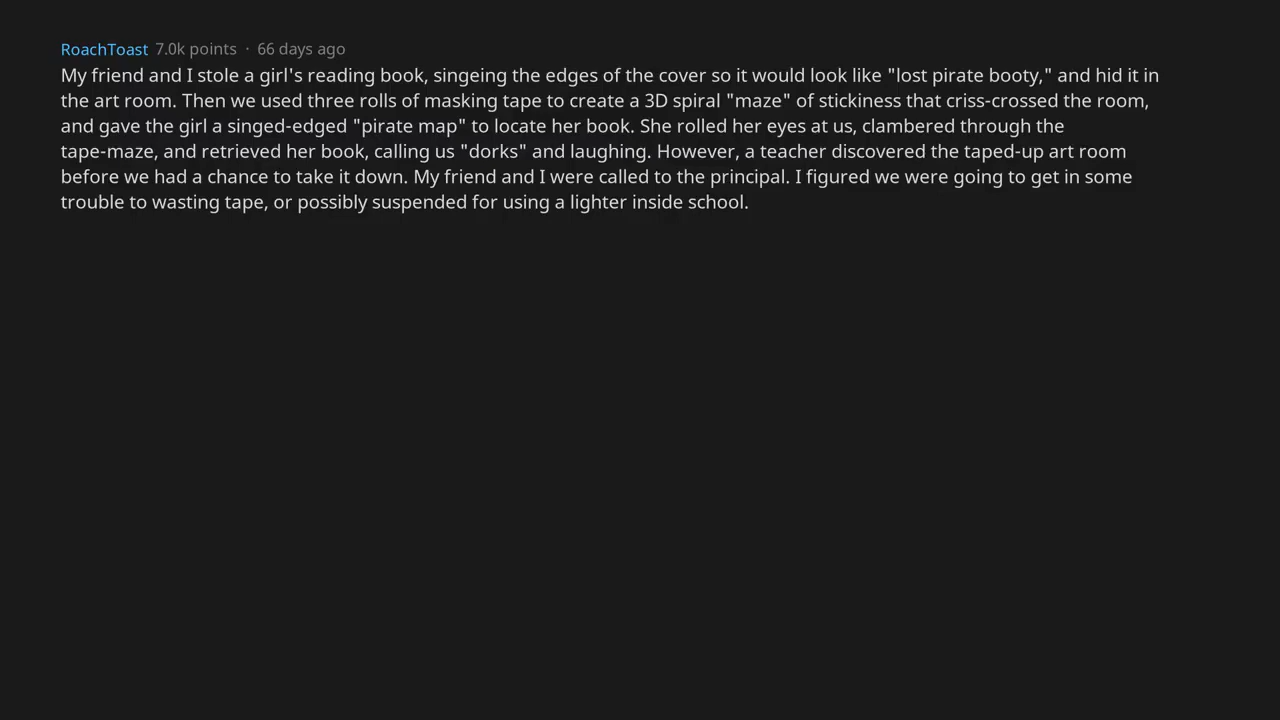 RoachToast 7.0k points · 66 days ago
My friend and I stole a girl's reading book, singeing the edges of the cover so it would look like "lost pirate booty," and hid it in
the art room. Then we used three rolls of masking tape to create a 3D spiral "maze" of stickiness that criss-crossed the room,
and gave the girl a singed-edged "pirate map" to locate her book. She rolled her eyes at us, clambered through the
tape-maze, and retrieved her book, calling us "dorks" and laughing. However, a teacher discovered the taped-up art room
before we had a chance to take it down. My friend and I were called to the principal. I figured we were going to get in some
trouble to wasting tape, or possibly suspended for using a lighter inside school.